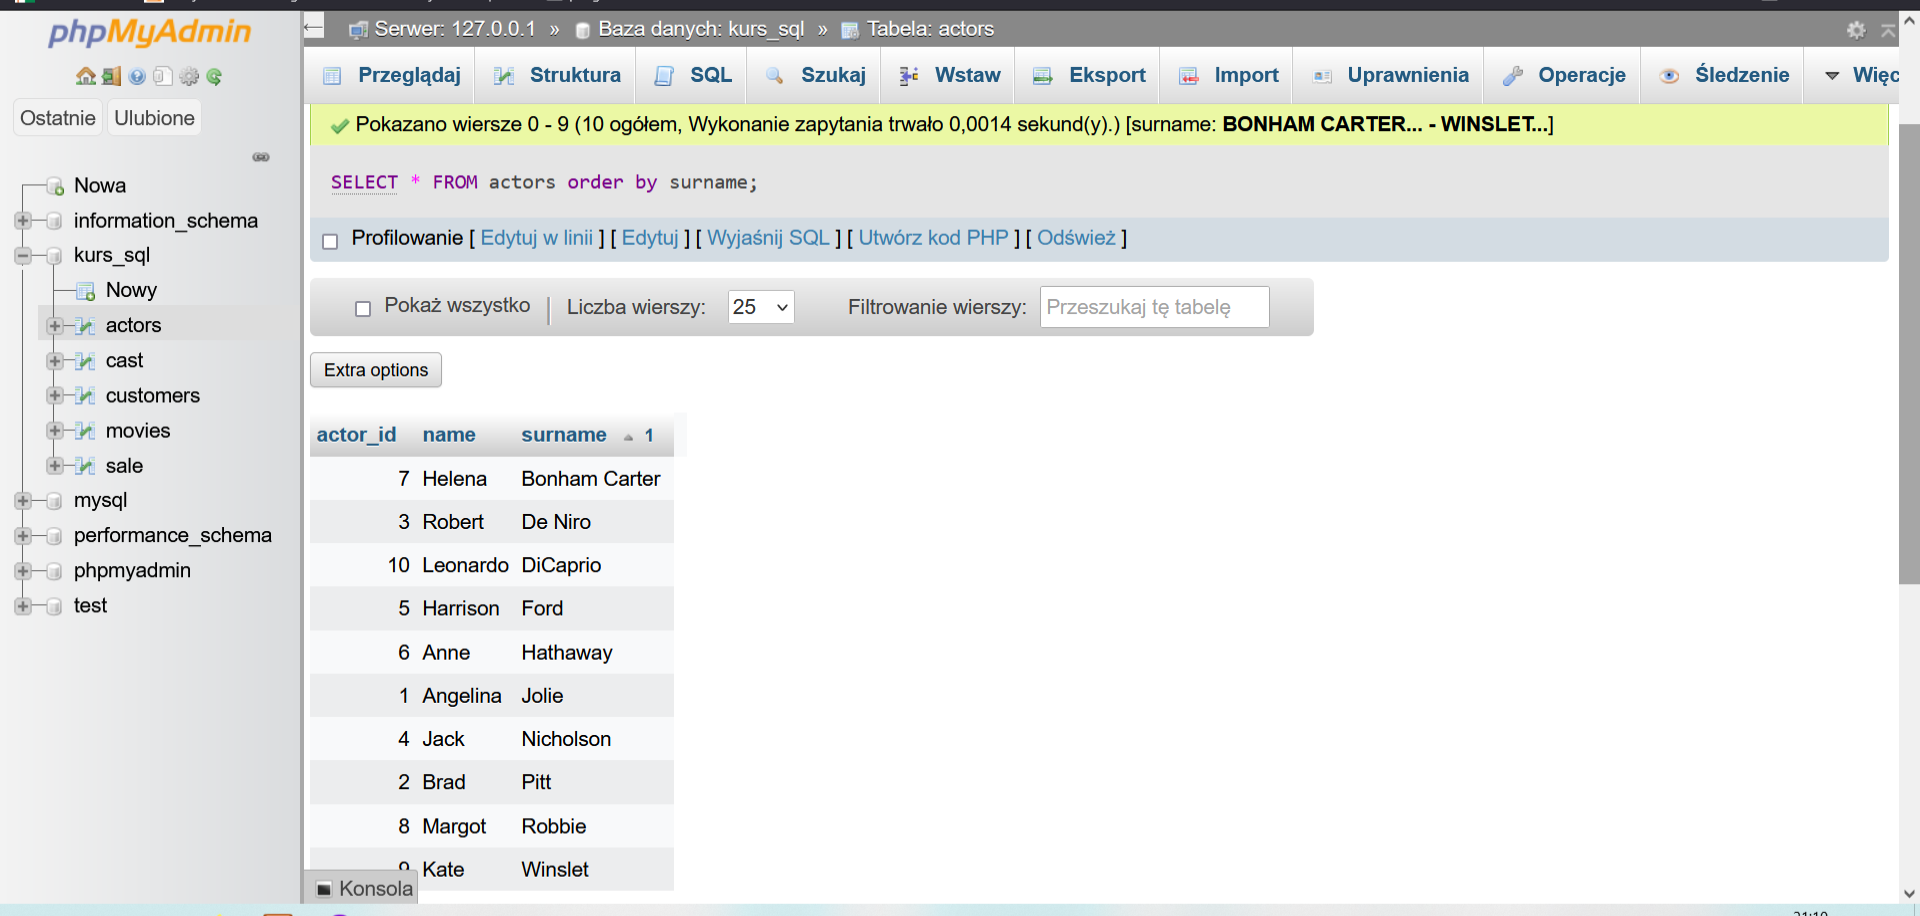 phpMyAdmin
Ostatnie Ulubione
Nowa
information_schema
kurs_sql
Nowy
actors
cast
customers
movies
sale
mysql
performance_schema
phpmyadmin
test
Serwer: 127.0.0.1 » Baza danych: kurs_sql » Tabela: actors
Przeglądaj Struktura SQL Szukaj Wstaw Eksport Import Uprawnienia Operacje Śledzenie Więc
Pokazano wiersze 0 - 9 (10 ogółem, Wykonanie zapytania trwało 0,0014 sekund(y).) [surname: BONHAM CARTER... - WINSLET...]
SELECT * FROM actors order by surname;
Profilowanie [ Edytuj w linii ] [ Edytuj ] [ Wyjaśnij SQL ] [ Utwórz kod PHP ] [ Odśwież ]
Pokaż wszystko | Liczba wierszy: 25 Filtrowanie wierszy: Przeszukaj tę tabelę
Extra options
actor_id name surname 1
7 Helena Bonham Carter
3 Robert De Niro
10 Leonardo DiCaprio
5 Harrison Ford
6 Anne Hathaway
1 Angelina Jolie
4 Jack Nicholson
2 Brad Pitt
8 Margot Robbie
9 Kate Winslet
Konsola